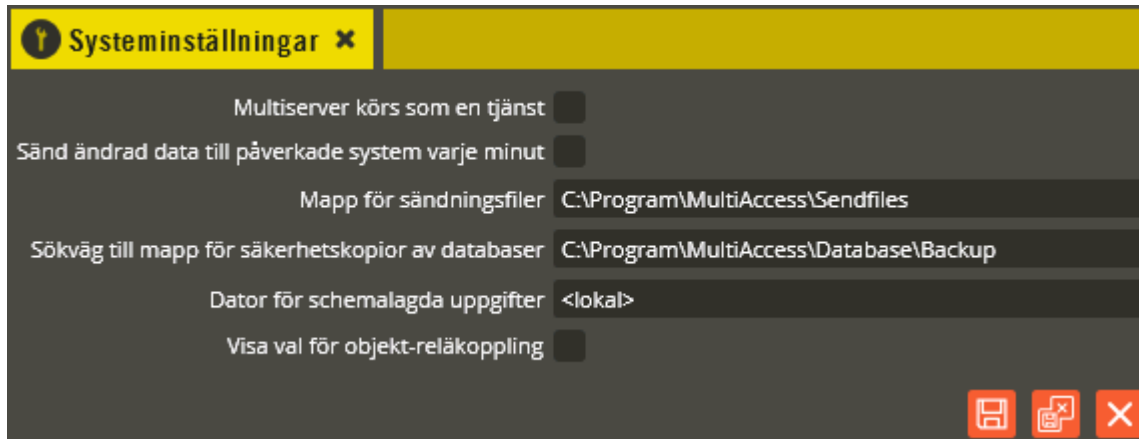 Systeminställningar
Multiserver körs som en tjänst
Sänd ändrad data till påverkade system varje minut
Mapp för sändningsfiler C:\Program\MultiAccess\Sendfiles
Sökväg till mapp för säkerhetskopior av databaser C:\Program\MultiAccess\Database\Backup
Dator för schemalagda uppgifter <lokal>
Visa val för objekt-reläkoppling